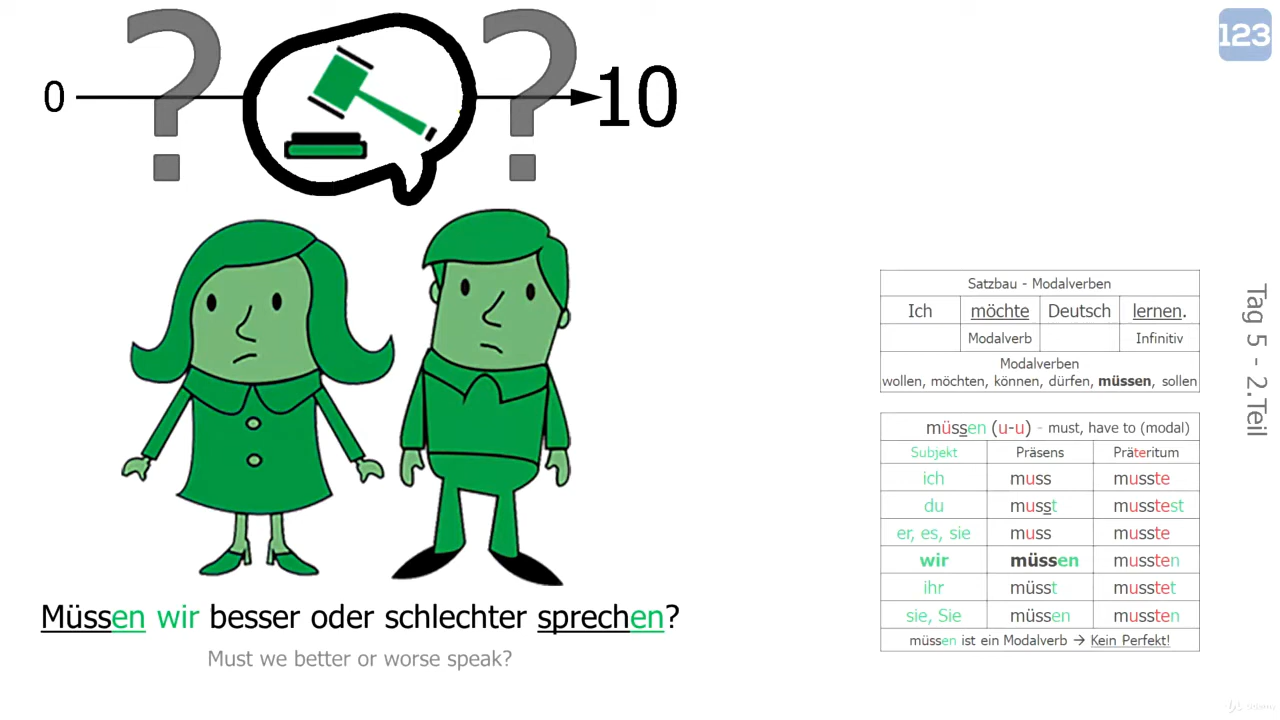 123
0
?
?
10
Satzbau - Modalverben
Ich möchte Deutsch lernen.
Modalverb Infinitiv
Modalverben
wollen, möchten, können, dürfen, müssen, sollen
Tag 5 - 2.Teil
müssen (u-u) - must, have to (modal)
Subjekt Präsens Präteritum
ich muss musste
du musst musstest
er, es, sie muss musste
wir müssen mussten
ihr müsst musstet
sie, Sie müssen mussten
müssen ist ein Modalverb → Kein Perfekt!
Müssen wir besser oder schlechter sprechen?
Must we better or worse speak?